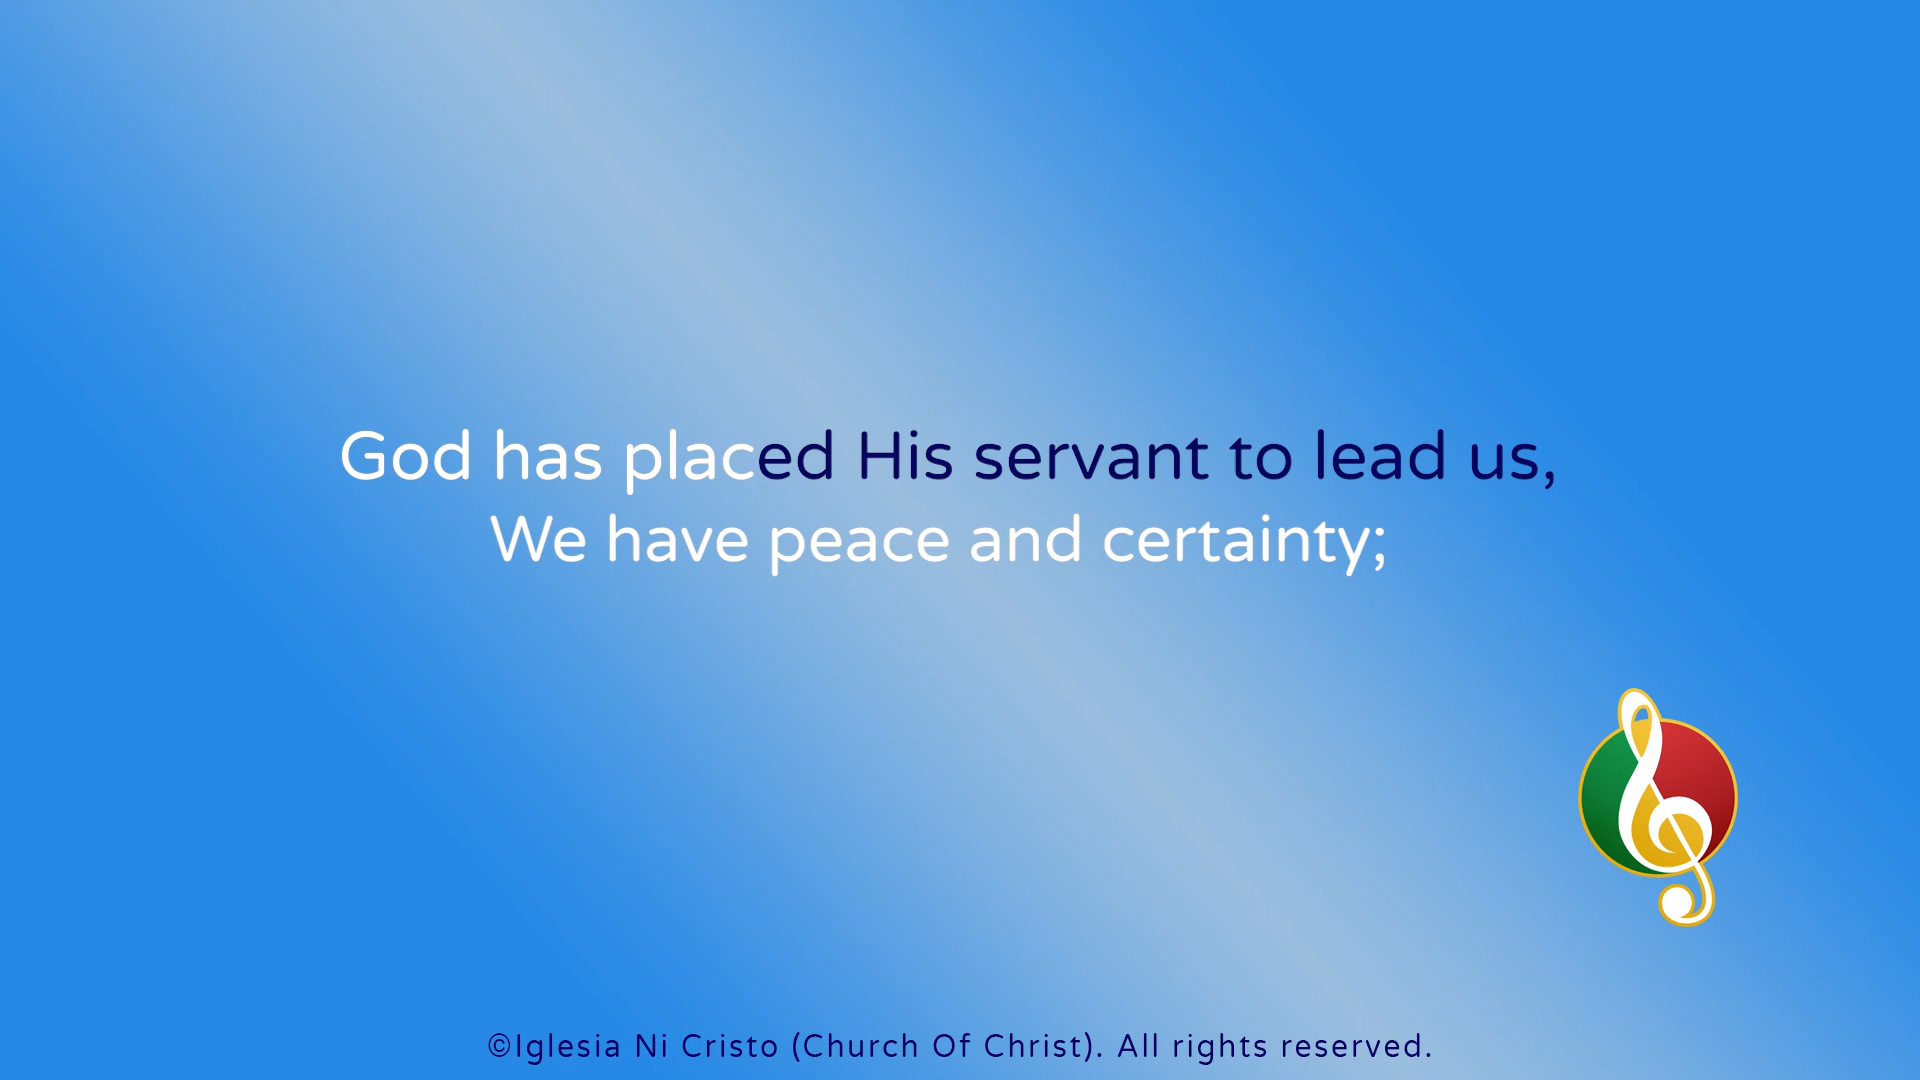 God has placed His servant to lead us,
We have peace and certainty;
©Iglesia Ni Cristo (Church Of Christ). All rights reserved.